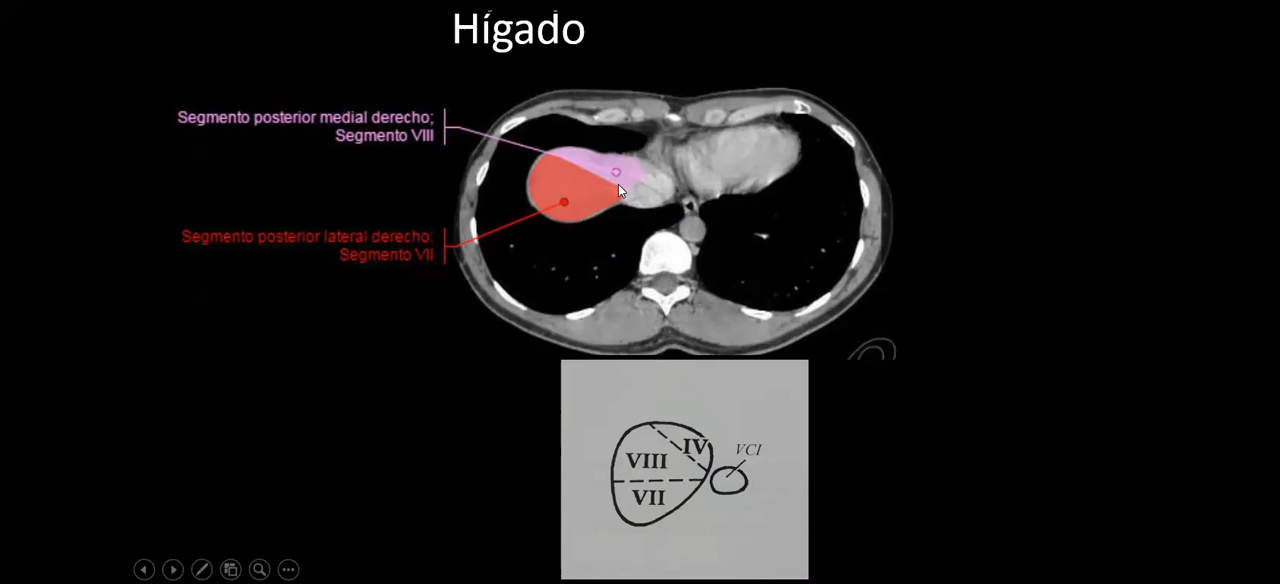 Hígado
Segmento posterior medial derecho;
Segmento VIII
Segmento posterior lateral derecho;
Segmento VII
IV
VCI
VIII
VII